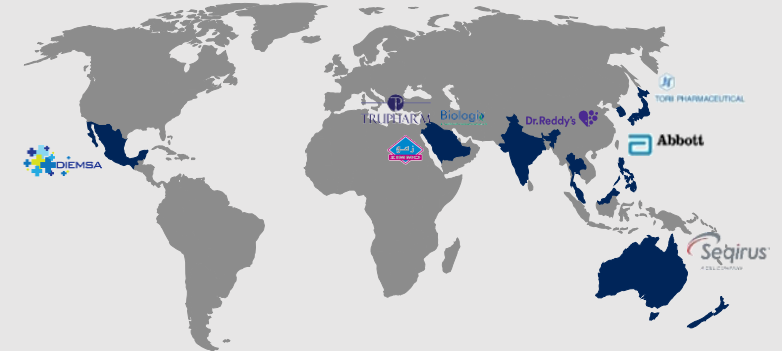 TORII PHARMACEUTICAL
TRUPHARM
Biologix
Dr.Reddy's
Abbott
DIEMSA
Seqirus